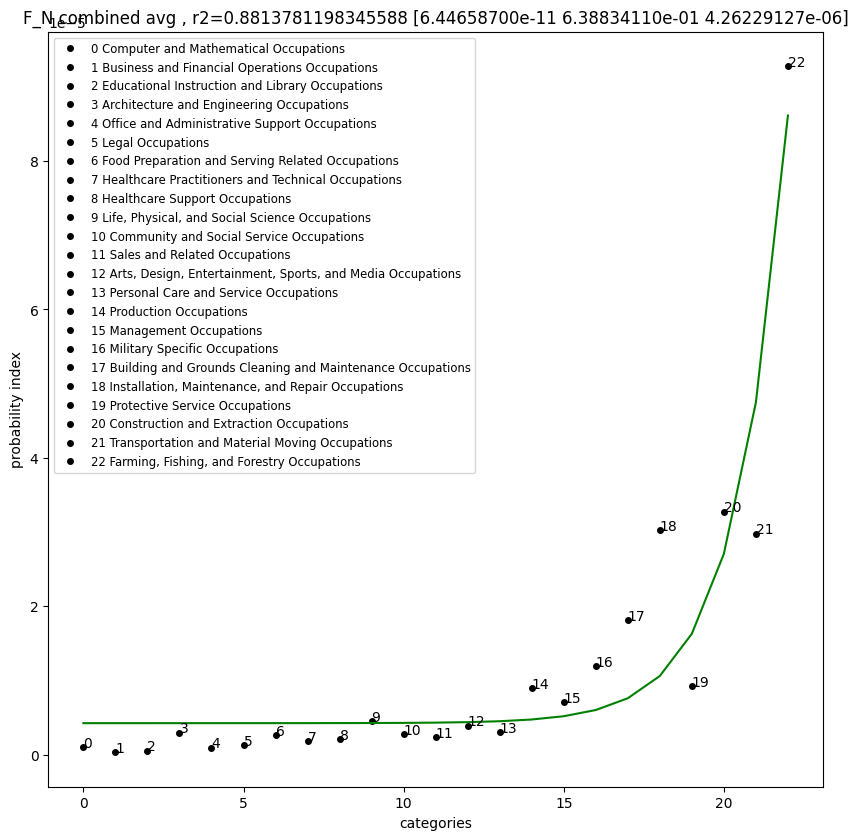 F_N combined avg , r2=0.8813781198345588 [6.44658700e-11 6.38834110e-01 4.26229127e-06]
1e−5
0 Computer and Mathematical Occupations
1 Business and Financial Operations Occupations
2 Educational Instruction and Library Occupations
3 Architecture and Engineering Occupations
4 Office and Administrative Support Occupations
5 Legal Occupations
6 Food Preparation and Serving Related Occupations
7 Healthcare Practitioners and Technical Occupations
8 Healthcare Support Occupations
9 Life, Physical, and Social Science Occupations
10 Community and Social Service Occupations
11 Sales and Related Occupations
12 Arts, Design, Entertainment, Sports, and Media Occupations
13 Personal Care and Service Occupations
14 Production Occupations
15 Management Occupations
16 Military Specific Occupations
17 Building and Grounds Cleaning and Maintenance Occupations
18 Installation, Maintenance, and Repair Occupations
19 Protective Service Occupations
20 Construction and Extraction Occupations
21 Transportation and Material Moving Occupations
22 Farming, Fishing, and Forestry Occupations
probability index
8
6
4
2
0
0
1
2
3
4
5
6
7
8
9
10
11
12
13
14
15
16
17
18
19
20
21
22
0
5
10
15
20
categories